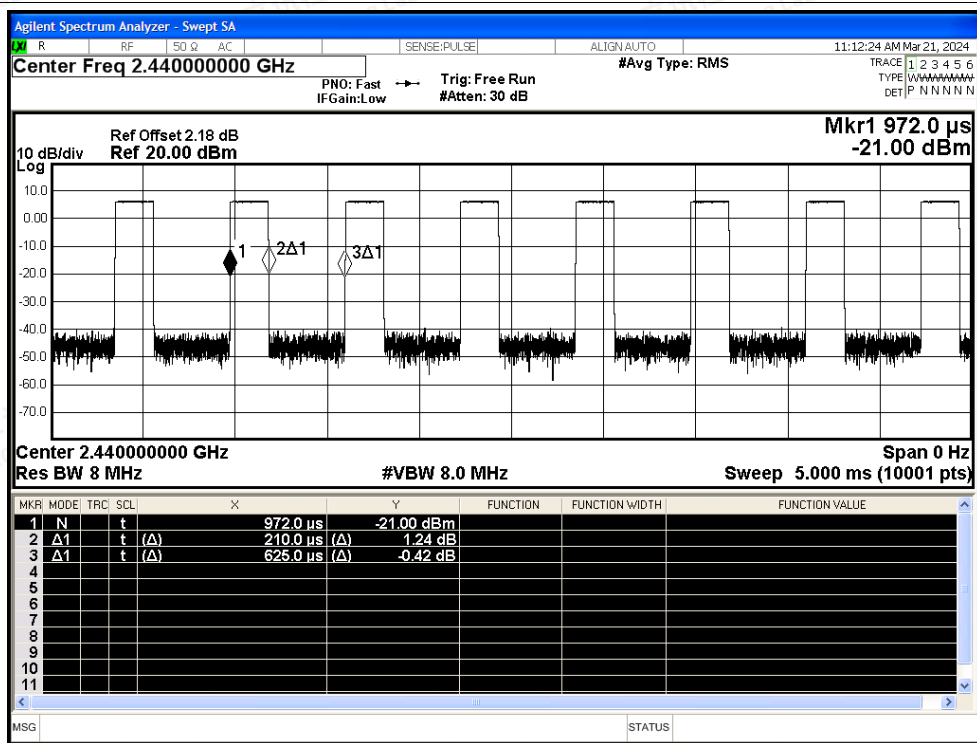 Agilent Spectrum Analyzer - Swept SA
LXI R RF 50 Ω AC SENSE:PULSE ALIGN AUTO 11:12:24 AM Mar 21, 2024
Center Freq 2.440000000 GHz #Avg Type: RMS TRACE 1 2 3 4 5 6
PNO: Fast Trig: Free Run TYPE W
IFGain:Low #Atten: 30 dB DET P N N N N N
Ref Offset 2.18 dB Mkr1 972.0 µs
10 dB/div Ref 20.00 dBm -21.00 dBm
Log
10.0
0.00
-10.0
1 2Δ1 3Δ1
-20.0
-30.0
-40.0
-50.0
-60.0
-70.0
Center 2.440000000 GHz Span 0 Hz
Res BW 8 MHz #VBW 8.0 MHz Sweep 5.000 ms (10001 pts)
MKR MODE TRC SCL X Y FUNCTION FUNCTION WIDTH FUNCTION VALUE
1 N t 972.0 µs -21.00 dBm
2 Δ1 t (Δ) 210.0 µs (Δ) 1.24 dB
3 Δ1 t (Δ) 625.0 µs (Δ) -0.42 dB
4
5
6
7
8
9
10
11
MSG STATUS